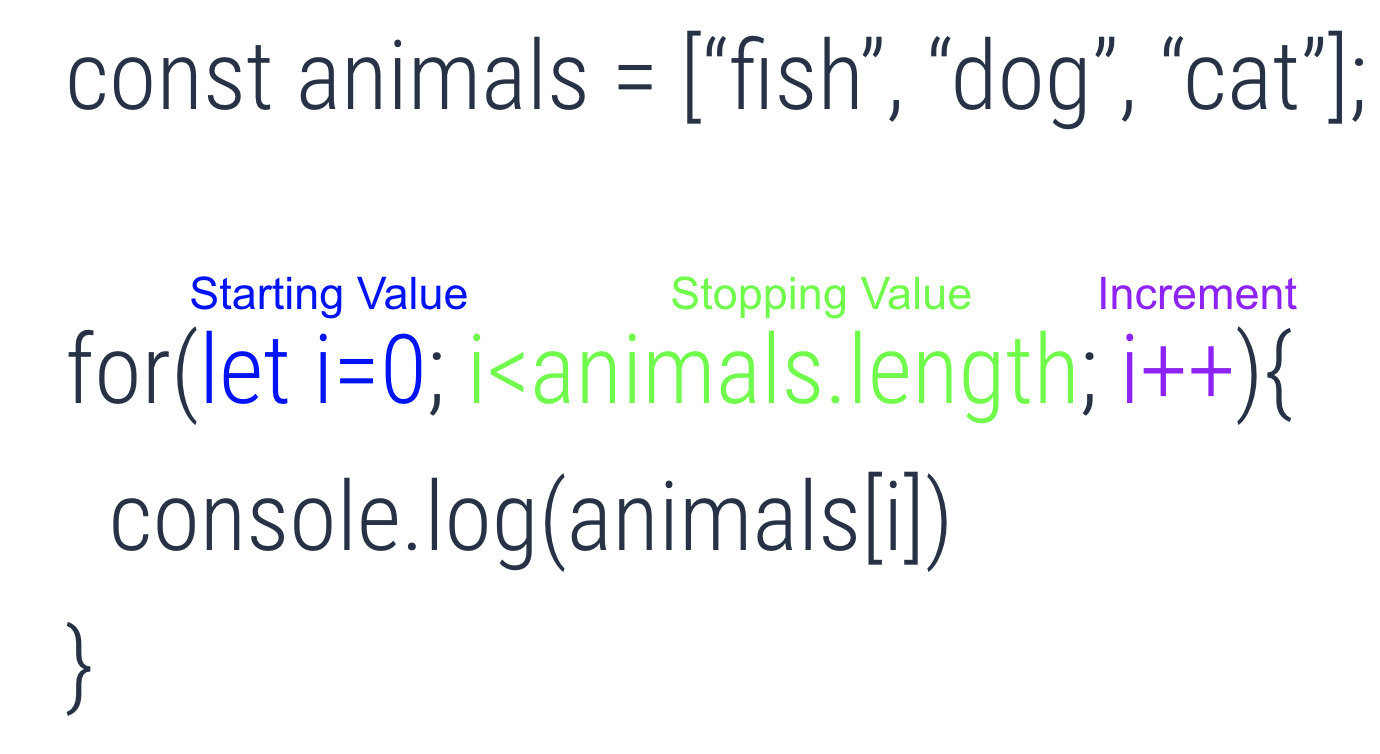 const animals = [“fish”, “dog”, “cat”];
Starting Value Stopping Value Increment
for(let i=0; i<animals.length; i++){
console.log(animals[i])
}